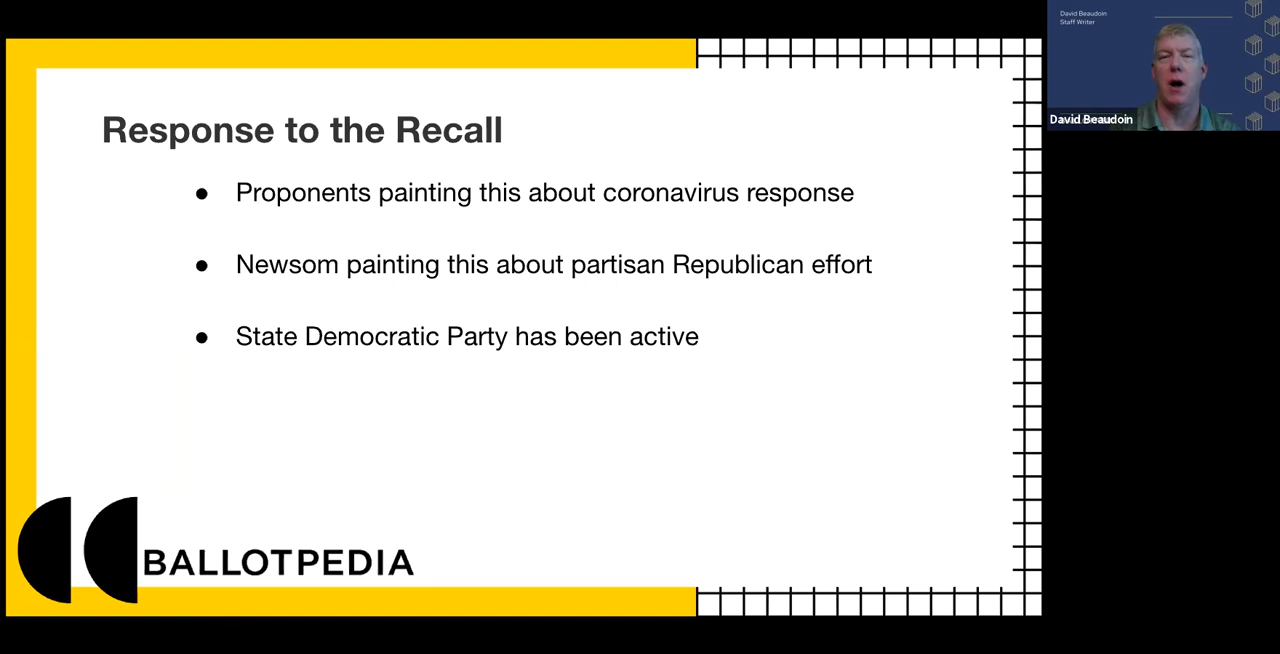 Response to the Recall
● Proponents painting this about coronavirus response
● Newsom painting this about partisan Republican effort
● State Democratic Party has been active
BALLOTPEDIA
David Beaudoin
Staff Writer
David Beaudoin